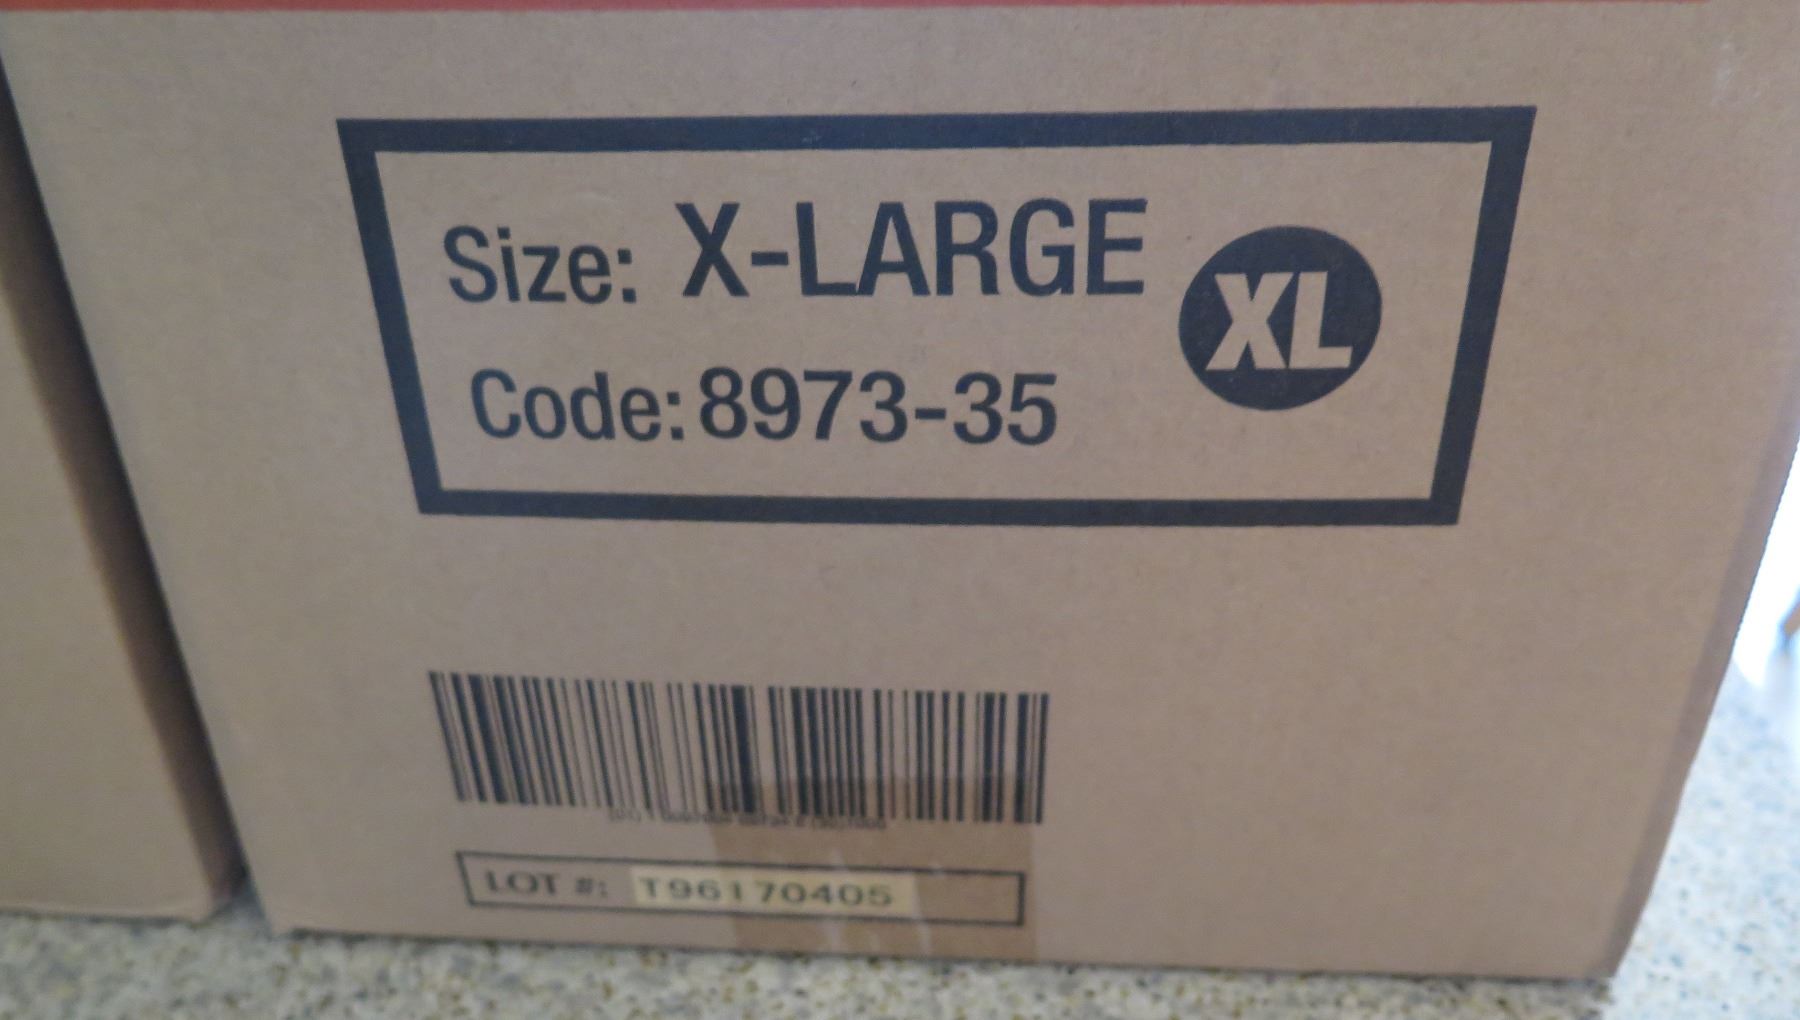 Size: X-LARGE
XL
Code: 8973-35
LOT #: T96170405